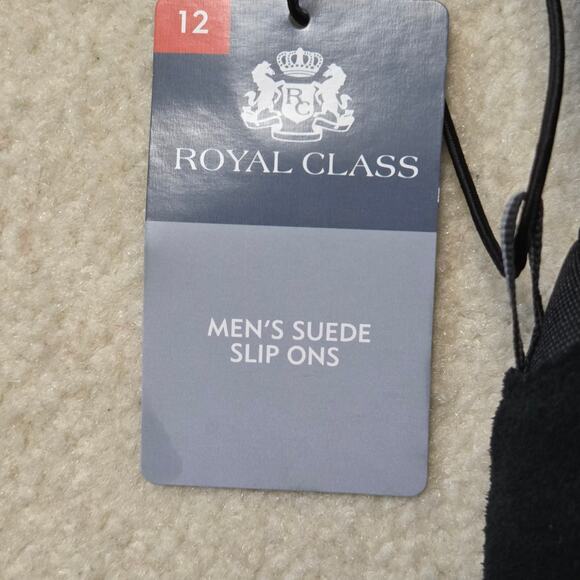 12
RC
ROYAL CLASS
MEN'S SUEDE
SLIP ONS